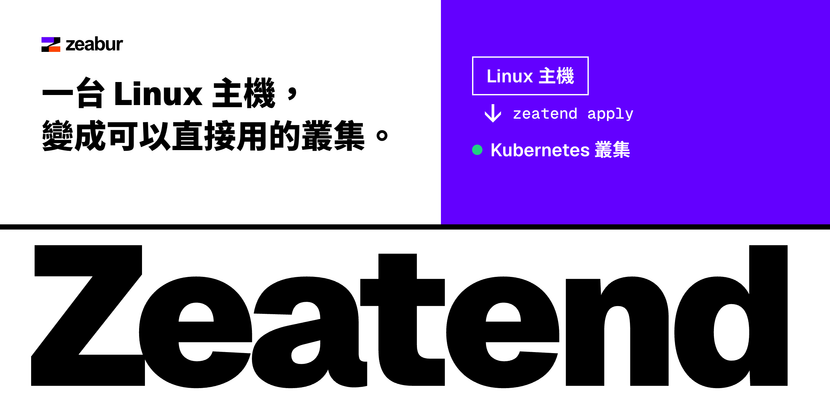 zeabur
一台 Linux 主機，
變成可以直接用的叢集。
Linux 主機
↓ zeatend apply
Kubernetes 叢集
Zeatend